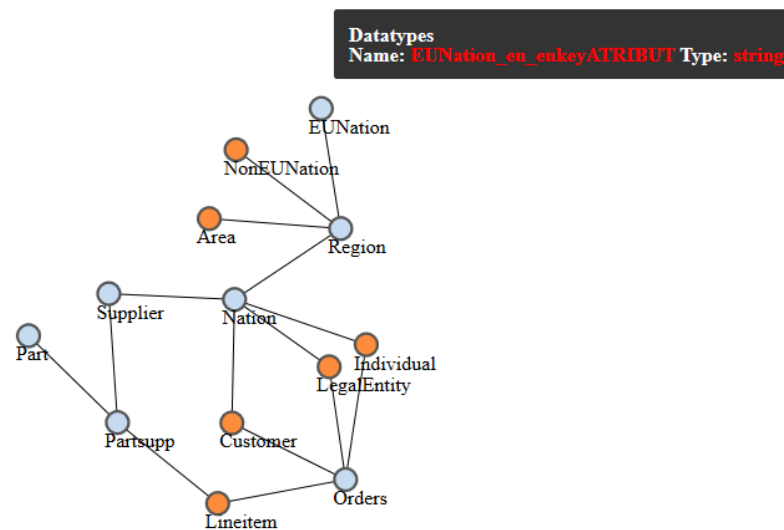 Datatypes
Name: EUNation_eu_eukeyATRIBUT Type: string
EUNation
NonEUNation
Area
Region
Supplier
Nation
Part
Individual
LegalEntity
Partsupp
Customer
Orders
Lineitem